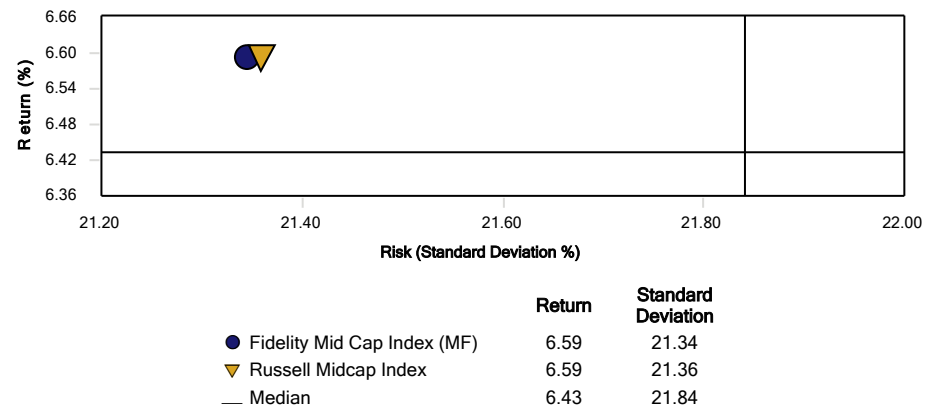 6.66
6.60
6.54
6.48
6.42
6.36
Return (%)
21.20 21.40 21.60 21.80 22.00
Risk (Standard Deviation %)
Return Standard Deviation
Fidelity Mid Cap Index (MF) 6.59 21.34
Russell Midcap Index 6.59 21.36
Median 6.43 21.84